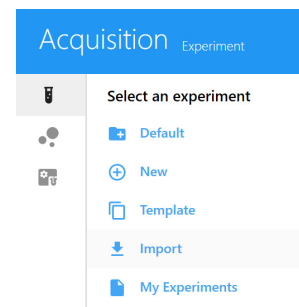 Acquisition Experiment
Select an experiment
Default
New
Template
Import
My Experiments